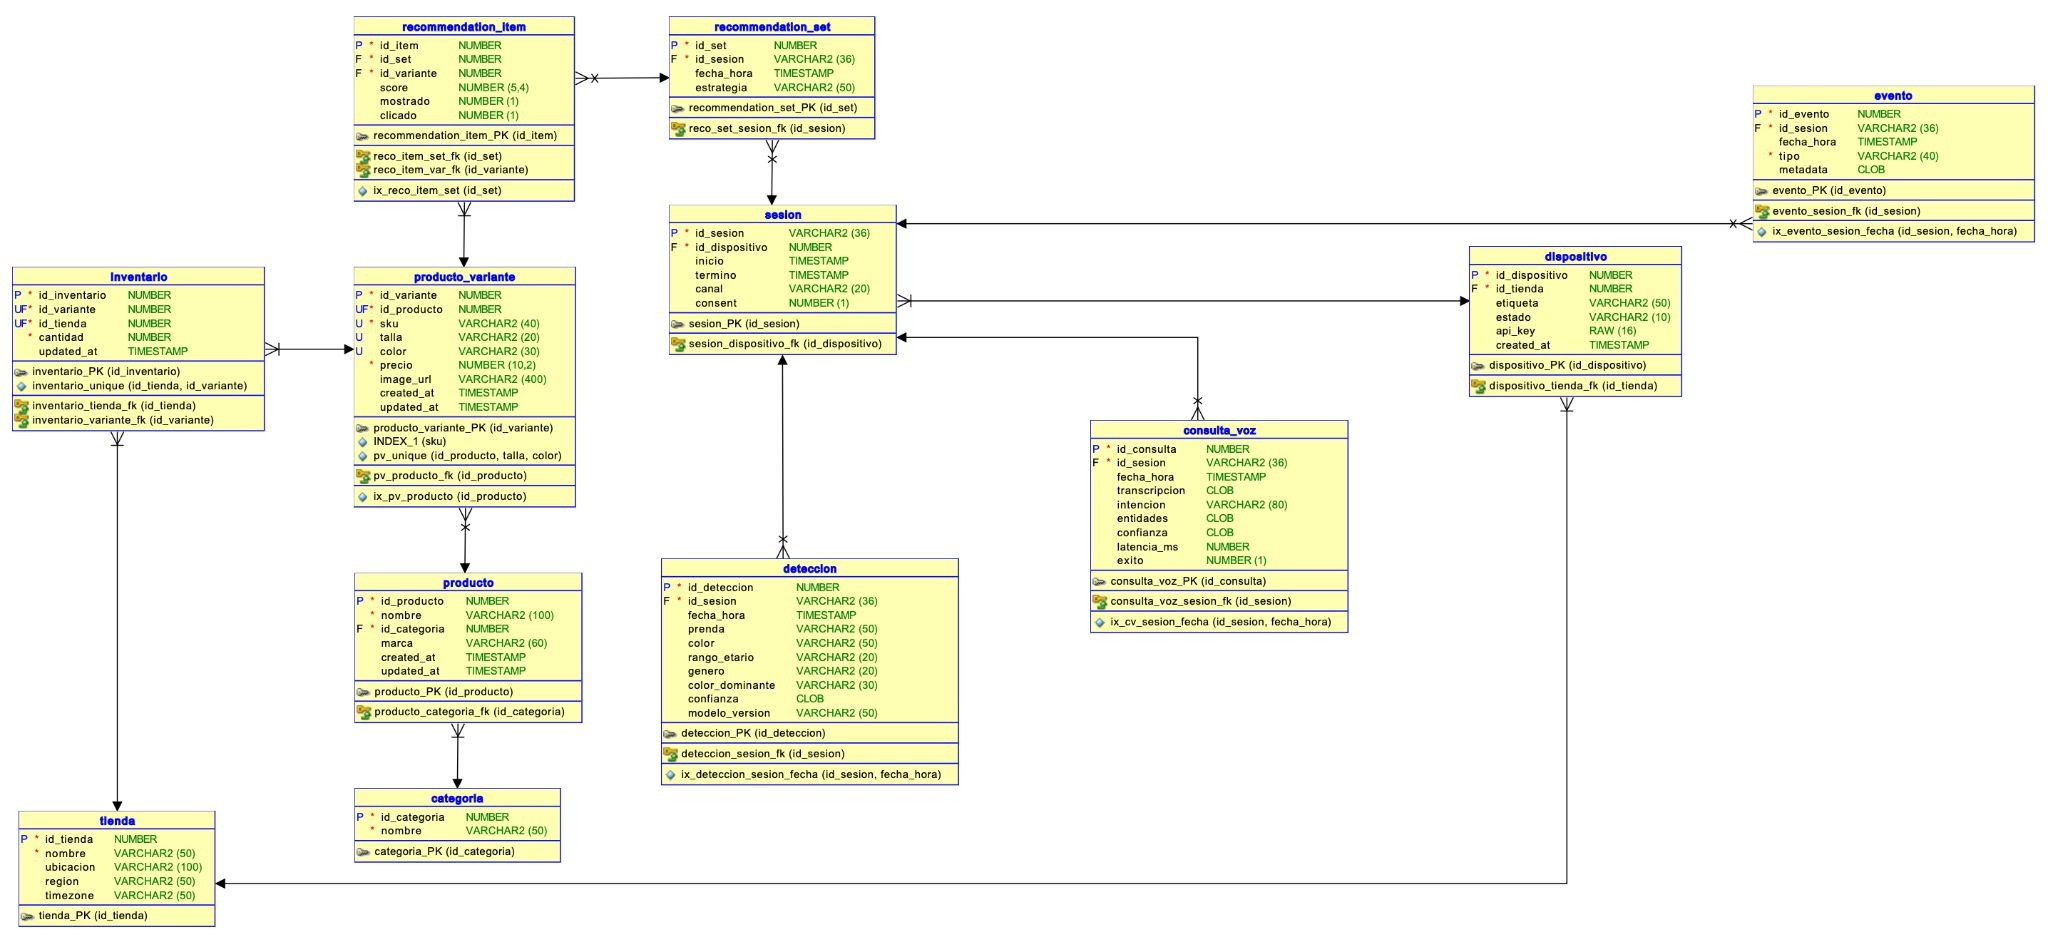 recommendation_item
P * id_item NUMBER
F * id_set NUMBER
F * id_variante NUMBER
score NUMBER (5,4)
mostrado NUMBER (1)
clicado NUMBER (1)
recommendation_item_PK (id_item)
reco_item_set_fk (id_set)
reco_item_var_fk (id_variante)
ix_reco_item_set (id_set)
recommendation_set
P * id_set NUMBER
F * id_sesion VARCHAR2 (36)
fecha_hora TIMESTAMP
estrategia VARCHAR2 (50)
recommendation_set_PK (id_set)
reco_set_sesion_fk (id_sesion)
evento
P * id_evento NUMBER
F * id_sesion VARCHAR2 (36)
fecha_hora TIMESTAMP
* tipo VARCHAR2 (40)
metadata CLOB
evento_PK (id_evento)
evento_sesion_fk (id_sesion)
ix_evento_sesion_fecha (id_sesion, fecha_hora)
sesion
P * id_sesion VARCHAR2 (36)
F * id_dispositivo NUMBER
inicio TIMESTAMP
termino TIMESTAMP
canal VARCHAR2 (20)
consent NUMBER (1)
sesion_PK (id_sesion)
sesion_dispositivo_fk (id_dispositivo)
dispositivo
P * id_dispositivo NUMBER
F * id_tienda NUMBER
etiqueta VARCHAR2 (50)
estado VARCHAR2 (10)
api_key RAW (16)
created_at TIMESTAMP
dispositivo_PK (id_dispositivo)
dispositivo_tienda_fk (id_tienda)
inventario
P * id_inventario NUMBER
UF* id_variante NUMBER
UF* id_tienda NUMBER
* cantidad NUMBER
updated_at TIMESTAMP
inventario_PK (id_inventario)
inventario_unique (id_tienda, id_variante)
inventario_tienda_fk (id_tienda)
inventario_variante_fk (id_variante)
producto_variante
P * id_variante NUMBER
UF* id_producto NUMBER
U * sku VARCHAR2 (40)
U talla VARCHAR2 (20)
U color VARCHAR2 (30)
* precio NUMBER (10,2)
image_url VARCHAR2 (400)
created_at TIMESTAMP
updated_at TIMESTAMP
producto_variante_PK (id_variante)
INDEX_1 (sku)
pv_unique (id_producto, talla, color)
pv_producto_fk (id_producto)
ix_pv_producto (id_producto)
consulta_voz
P * id_consulta NUMBER
F * id_sesion VARCHAR2 (36)
fecha_hora TIMESTAMP
transcripcion CLOB
intencion VARCHAR2 (80)
entidades CLOB
confianza CLOB
latencia_ms NUMBER
exito NUMBER (1)
consulta_voz_PK (id_consulta)
consulta_voz_sesion_fk (id_sesion)
ix_cv_sesion_fecha (id_sesion, fecha_hora)
deteccion
P * id_deteccion NUMBER
F * id_sesion VARCHAR2 (36)
fecha_hora TIMESTAMP
prenda VARCHAR2 (50)
color VARCHAR2 (50)
rango_etario VARCHAR2 (20)
genero VARCHAR2 (20)
color_dominante VARCHAR2 (30)
confianza CLOB
modelo_version VARCHAR2 (50)
deteccion_PK (id_deteccion)
deteccion_sesion_fk (id_sesion)
ix_deteccion_sesion_fecha (id_sesion, fecha_hora)
producto
P * id_producto NUMBER
* nombre VARCHAR2 (100)
F * id_categoria NUMBER
marca VARCHAR2 (60)
created_at TIMESTAMP
updated_at TIMESTAMP
producto_PK (id_producto)
producto_categoria_fk (id_categoria)
categoria
P * id_categoria NUMBER
* nombre VARCHAR2 (50)
categoria_PK (id_categoria)
tienda
P * id_tienda NUMBER
* nombre VARCHAR2 (50)
ubicacion VARCHAR2 (100)
region VARCHAR2 (50)
timezone VARCHAR2 (50)
tienda_PK (id_tienda)